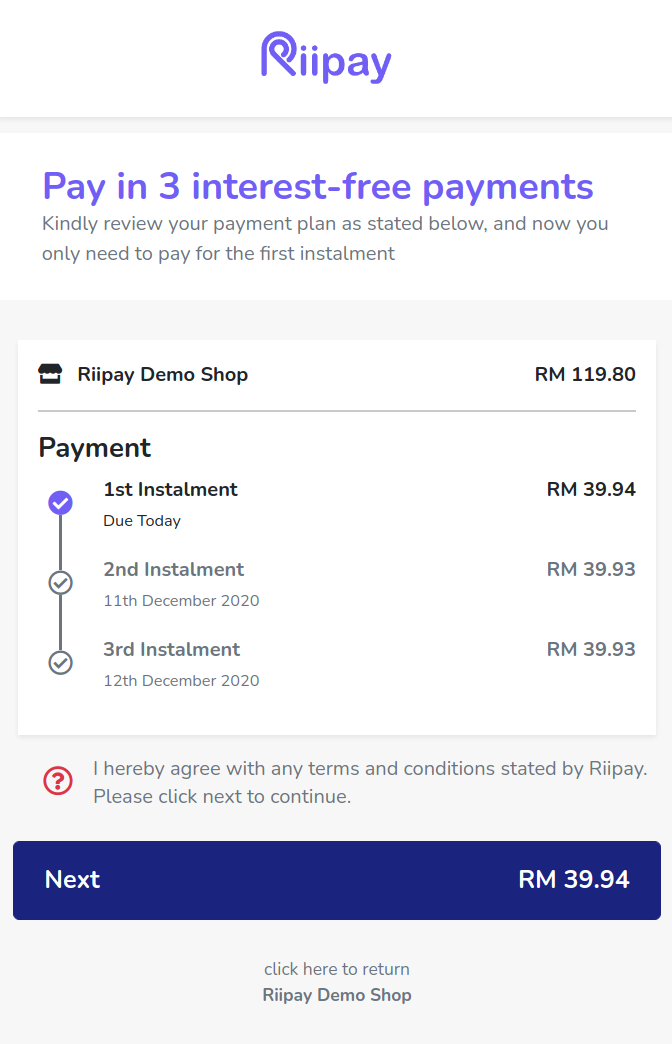 Riipay
Pay in 3 interest-free payments
Kindly review your payment plan as stated below, and now you
only need to pay for the first instalment
Riipay Demo Shop RM 119.80
Payment
1st Instalment RM 39.94
Due Today
2nd Instalment RM 39.93
11th December 2020
3rd Instalment RM 39.93
12th December 2020
I hereby agree with any terms and conditions stated by Riipay.
Please click next to continue.
Next RM 39.94
click here to return
Riipay Demo Shop